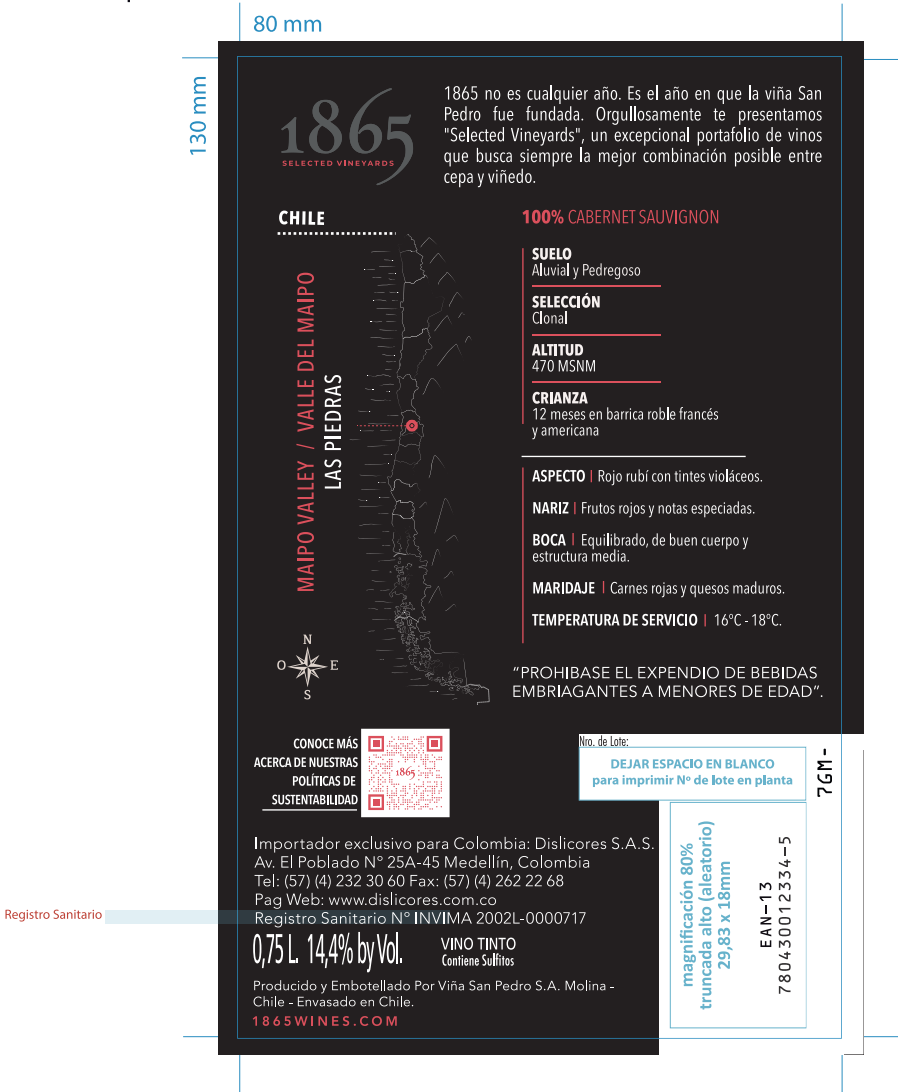 80 mm
130 mm
1865
SELECTED VINEYARDS
1865 no es cualquier año. Es el año en que la viña San
Pedro fue fundada. Orgullosamente te presentamos
"Selected Vineyards", un excepcional portafolio de vinos
que busca siempre la mejor combinación posible entre
cepa y viñedo.
CHILE
MAIPO VALLEY / VALLE DEL MAIPO
LAS PIEDRAS
N
O
E
S
100% CABERNET SAUVIGNON
SUELO
Aluvial y Pedregoso
SELECCIÓN
Clonal
ALTITUD
470 MSNM
CRIANZA
12 meses en barrica roble francés
y americana
ASPECTO | Rojo rubí con tintes violáceos.
NARIZ | Frutos rojos y notas especiadas.
BOCA | Equilibrado, de buen cuerpo y
estructura media.
MARIDAJE | Carnes rojas y quesos maduros.
TEMPERATURA DE SERVICIO | 16ºC - 18ºC.
“PROHIBASE EL EXPENDIO DE BEBIDAS
EMBRIAGANTES A MENORES DE EDAD”.
CONOCE MÁS
ACERCA DE NUESTRAS
POLÍTICAS DE
SUSTENTABILIDAD
1865
Nro. de Lote:
DEJAR ESPACIO EN BLANCO
para imprimir Nº de lote en planta
7GM-
magnificación 80%
truncada alto (aleatorio)
29,83 x 18mm
EAN-13
780430012334-5
Importador exclusivo para Colombia: Dislicores S.A.S.
Av. El Poblado N° 25A-45 Medellín, Colombia
Tel: (57) (4) 232 30 60 Fax: (57) (4) 262 22 68
Pag Web: www.dislicores.com.co
Registro Sanitario
Registro Sanitario N° INVIMA 2002L-0000717
0,75 L. 14,4% by Vol.
VINO TINTO
Contiene Sulfitos
Producido y Embotellado Por Viña San Pedro S.A. Molina -
Chile - Envasado en Chile.
1865WINES.COM